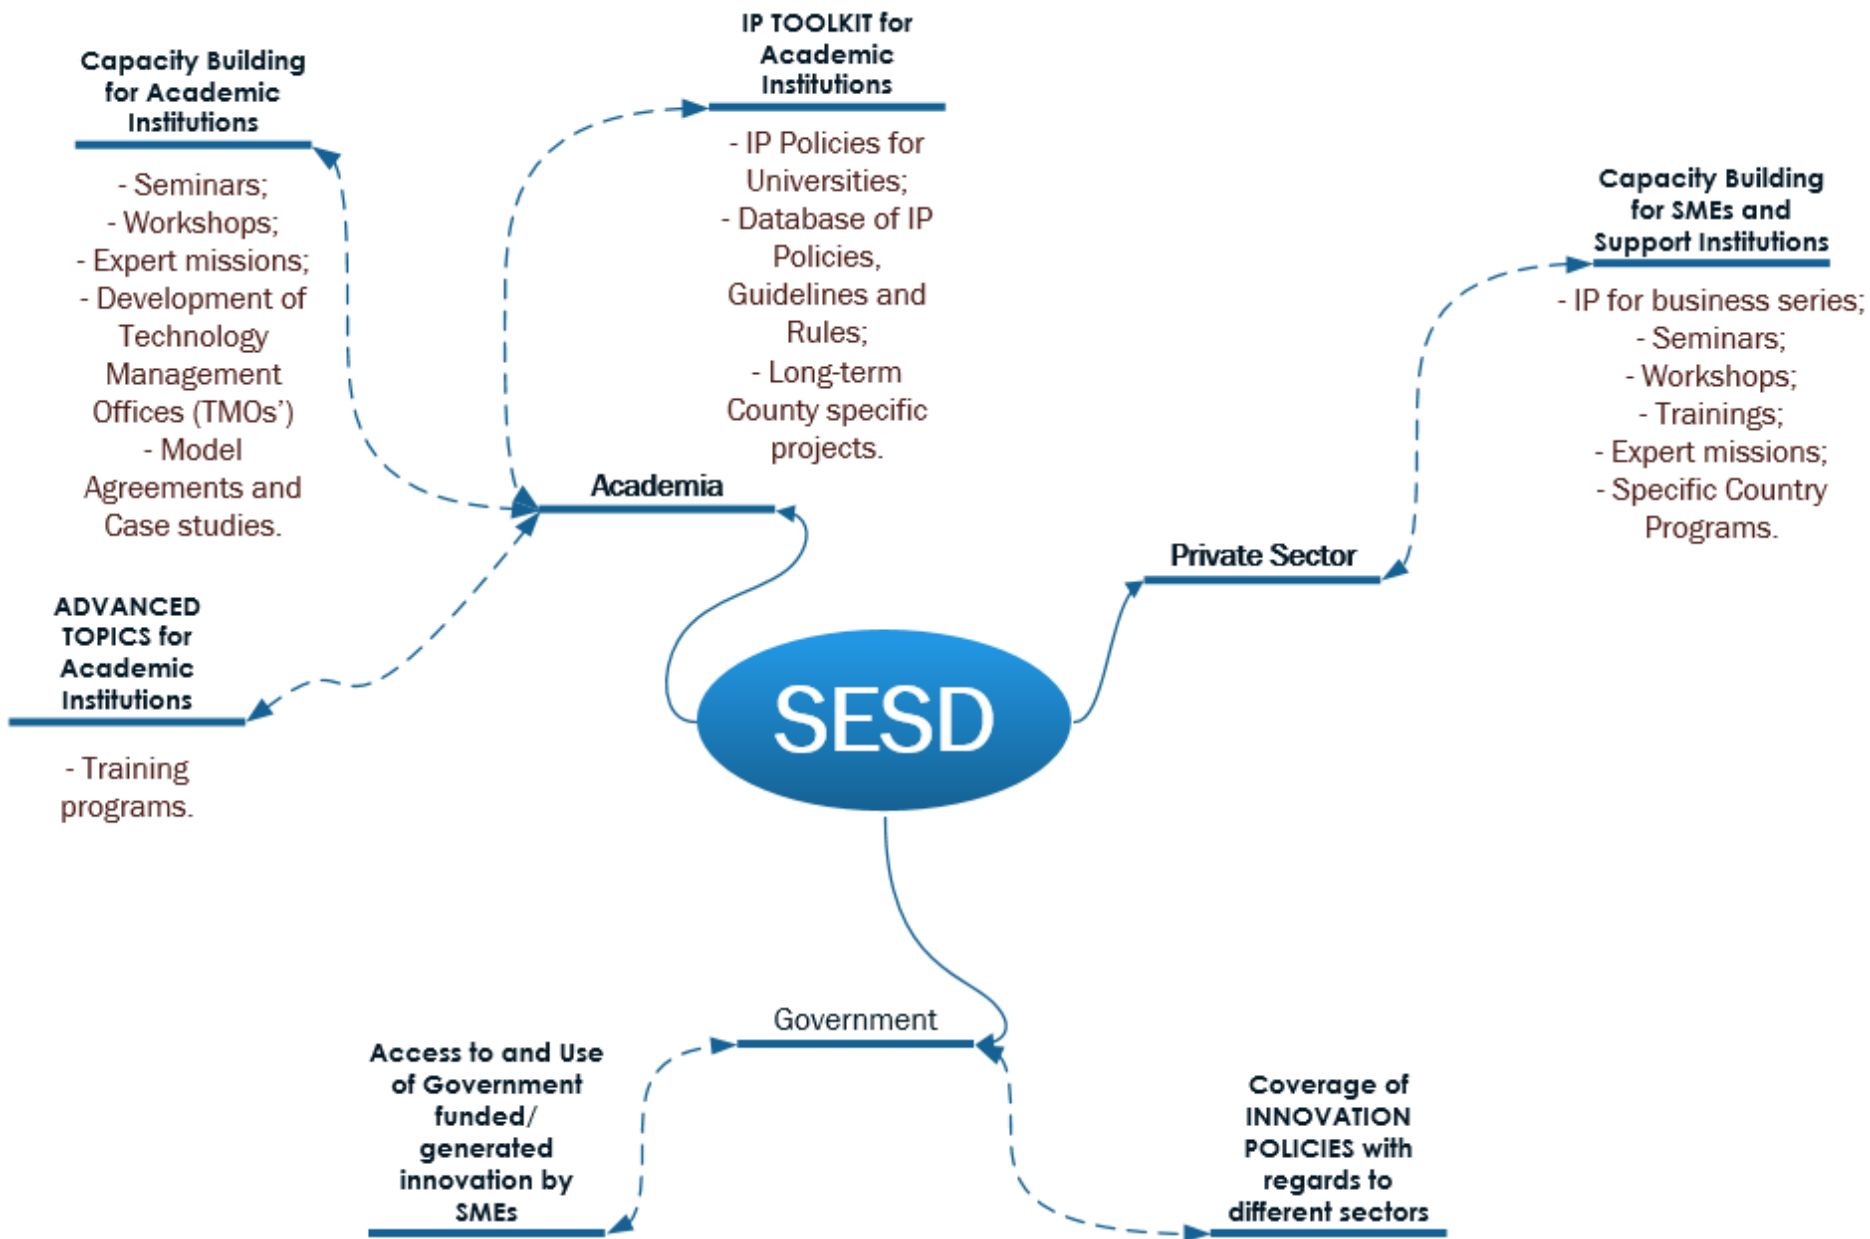 IP TOOLKIT for
Academic
Institutions
- IP Policies for
Universities;
- Database of IP
Policies,
Guidelines and
Rules;
- Long-term
County specific
projects.
Capacity Building
for Academic
Institutions
- Seminars;
- Workshops;
- Expert missions;
- Development of
Technology
Management
Offices (TMOs’)
- Model
Agreements and
Case studies.
Capacity Building
for SMEs and
Support Institutions
- IP for business series;
- Seminars;
- Workshops;
- Trainings;
- Expert missions;
- Specific Country
Programs.
Academia
Private Sector
ADVANCED
TOPICS for
Academic
Institutions
- Training
programs.
SESD
Government
Access to and Use
of Government
funded/
generated
innovation by
SMEs
Coverage of
INNOVATION
POLICIES with
regards to
different sectors